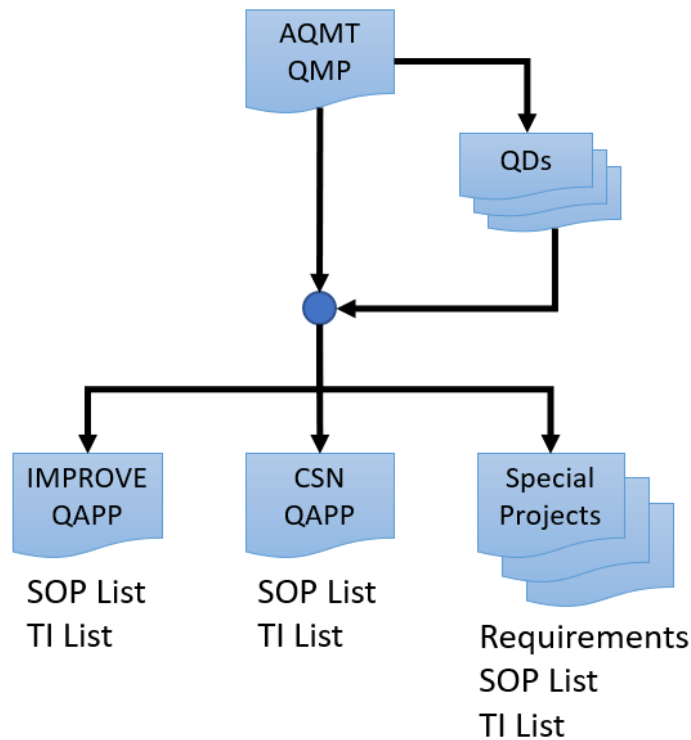 AQMT
QMP
QDs
IMPROVE
QAPP
SOP List
TI List
CSN
QAPP
SOP List
TI List
Special
Projects
Requirements
SOP List
TI List